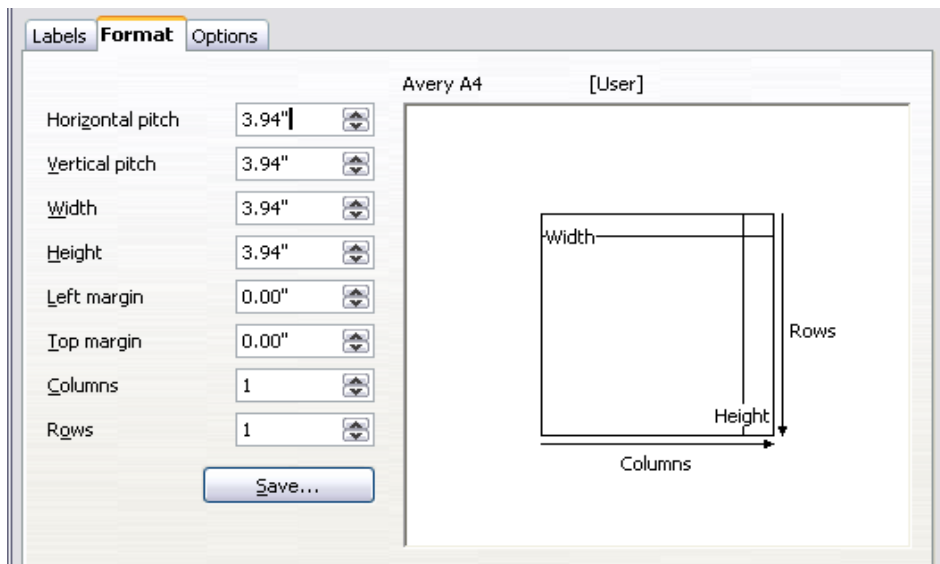 Labels Format Options
Avery A4 [User]
Horizontal pitch 3.94"
Vertical pitch 3.94"
Width 3.94"
Height 3.94"
Left margin 0.00"
Top margin 0.00"
Columns 1
Rows 1
Save...
Width
Rows
Height
Columns